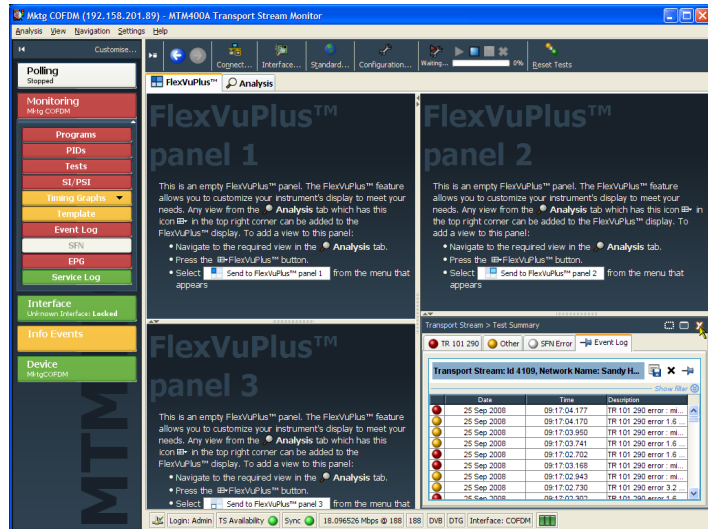 Mktg COFDM (192.158.201.89) - MTM400A Transport Stream Monitor
Analysis View Navigation Settings Help
Customise...
Connect... Interface... Standard... Configuration... Waiting... 0% Reset Tests
Polling
Stopped
Monitoring
Mktg COFDM
Programs
PIDs
Tests
SI/PSI
Timing Graphs
Template
Event Log
SFN
EPG
Service Log
Interface
Unknown Interface: Locked
Info Events
Device
MktgCOFDM
MTM
FlexVuPlus™ Analysis
FlexVuPlus™
panel 1
This is an empty FlexVuPlus™ panel. The FlexVuPlus™ feature
allows you to customize your instrument's display to meet your
needs. Any view from the Analysis tab which has this
icon in the top right corner can be added to the
FlexVuPlus™ display. To add a view to this panel:
• Navigate to the required view in the Analysis tab.
• Press the FlexVuPlus™ button.
• Select Send to FlexVuPlus™ panel 1 from the menu that
appears
FlexVuPlus™
panel 2
This is an empty FlexVuPlus™ panel. The FlexVuPlus™ feature
allows you to customize your instrument's display to meet your
needs. Any view from the Analysis tab which has this icon in
the top right corner can be added to the FlexVuPlus™ display. To
add a view to this panel:
• Navigate to the required view in the Analysis tab.
• Press the FlexVuPlus™ button.
• Select Send to FlexVuPlus™ panel 2 from the menu that
appears
FlexVuPlus™
panel 3
This is an empty FlexVuPlus™ panel. The FlexVuPlus™ feature
allows you to customize your instrument's display to meet your
needs. Any view from the Analysis tab which has this
icon in the top right corner can be added to the
FlexVuPlus™ display. To add a view to this panel:
• Navigate to the required view in the Analysis tab.
• Press the FlexVuPlus™ button.
• Select Send to FlexVuPlus™ panel 3 from the menu that
Transport Stream > Test Summary
TR 101 290 Other SFN Error Event Log
Transport Stream: Id 4109, Network Name: Sandy H...
Show filter
Date Time Description
25 Sep 2008 09:17:04.177 TR 101 290 error : mi...
25 Sep 2008 09:17:04.170 TR 101 290 error 1.6 ...
25 Sep 2008 09:17:03.950 TR 101 290 error : mi...
25 Sep 2008 09:17:03.741 TR 101 290 error 1.6 ...
25 Sep 2008 09:17:02.702 TR 101 290 error 1.6 ...
25 Sep 2008 09:17:03.168 TR 101 290 error : mi...
25 Sep 2008 09:17:02.943 TR 101 290 error : mi...
25 Sep 2008 09:17:02.730 TR 101 290 error 3.2 ...
25 Sep 2008 09:17:02.302 TR 101 290 error 1.6
Login: Admin TS Availability Sync 18.096526 Mbps @ 188 188 DVB DTG Interface: COFDM